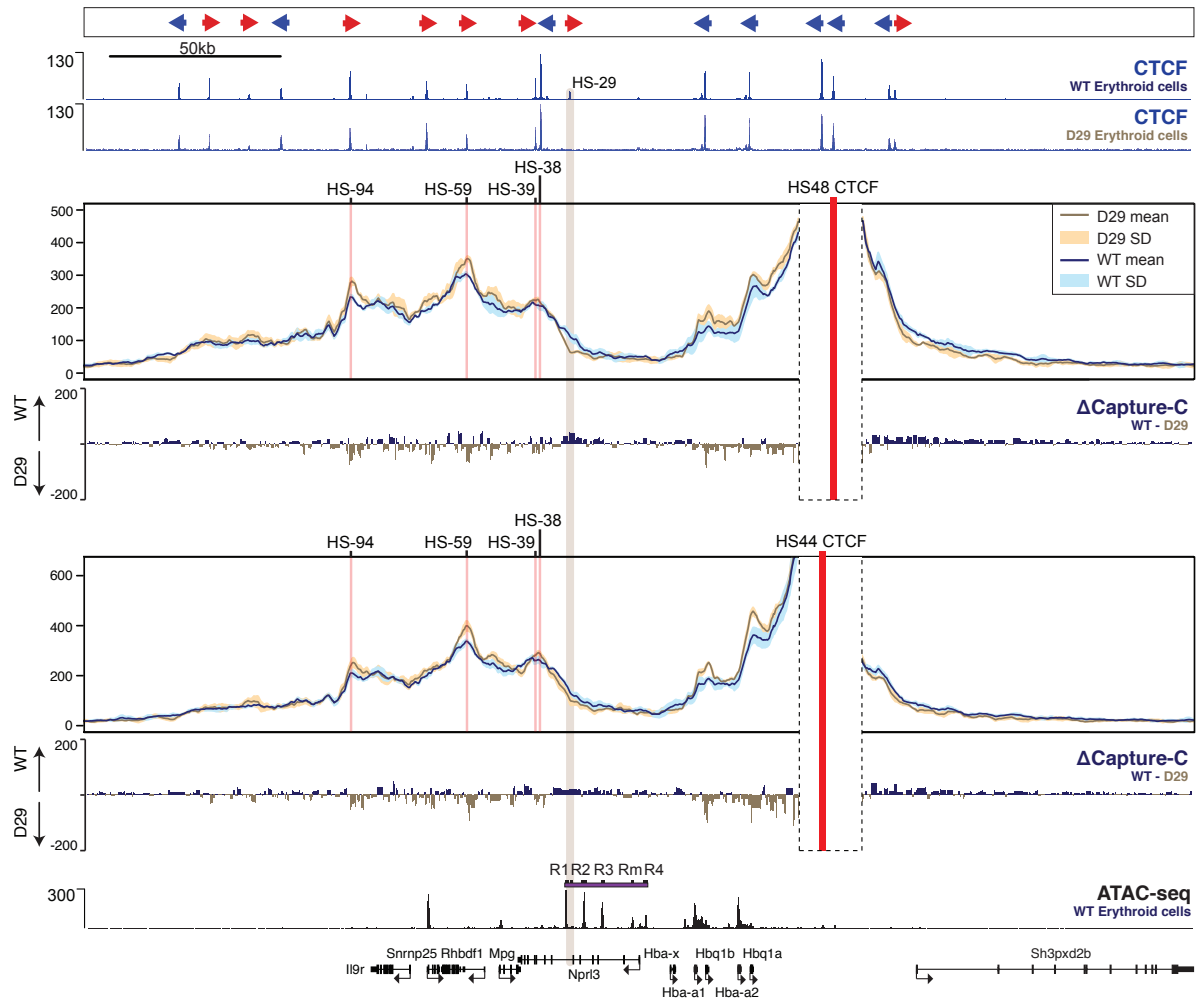 50kb
130
CTCF
WT Erythroid cells
HS-29
130
CTCF
D29 Erythroid cells
HS-38
HS-94
HS-59
HS-39
HS48 CTCF
500
400
300
200
100
0
D29 mean
D29 SD
WT mean
WT SD
200
-200
WT
D29
ΔCapture-C
WT - D29
HS-38
HS-94
HS-59
HS-39
HS44 CTCF
600
400
200
0
200
-200
WT
D29
ΔCapture-C
WT - D29
R1 R2 R3 Rm R4
300
ATAC-seq
WT Erythroid cells
Snrnp25 Rhbdf1 Mpg
Hba-x
Hbq1b
Hbq1a
Sh3pxd2b
Il9r
Nprl3
Hba-a1
Hba-a2